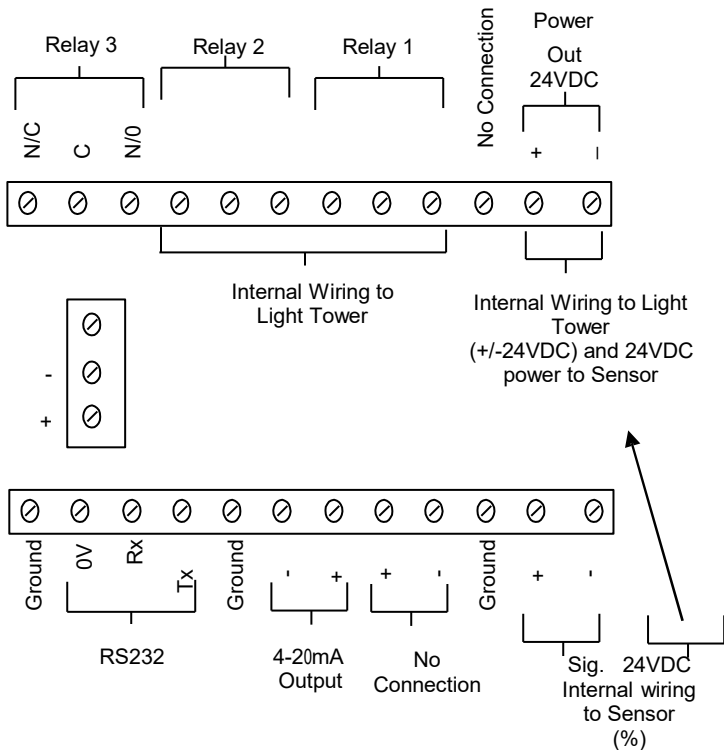 Relay 3
Relay 2
Relay 1
No Connection
Power
Out
24VDC
N/C
C
N/0
+
–
Internal Wiring to
Light Tower
Internal Wiring to Light
Tower
(+/-24VDC) and 24VDC
power to Sensor
-
+
Ground
0V
Rx
Tx
Ground
-
+
+
-
Ground
+
-
RS232
4-20mA
Output
No
Connection
Sig. 24VDC
Internal wiring
to Sensor
(%)